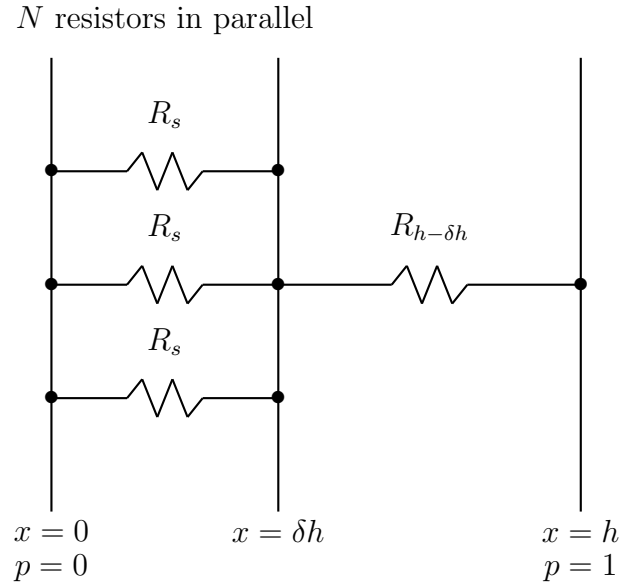 N resistors in parallel
R_s
R_s
R_{h−δh}
R_s
x = 0
x = δh
x = h
p = 0
p = 1